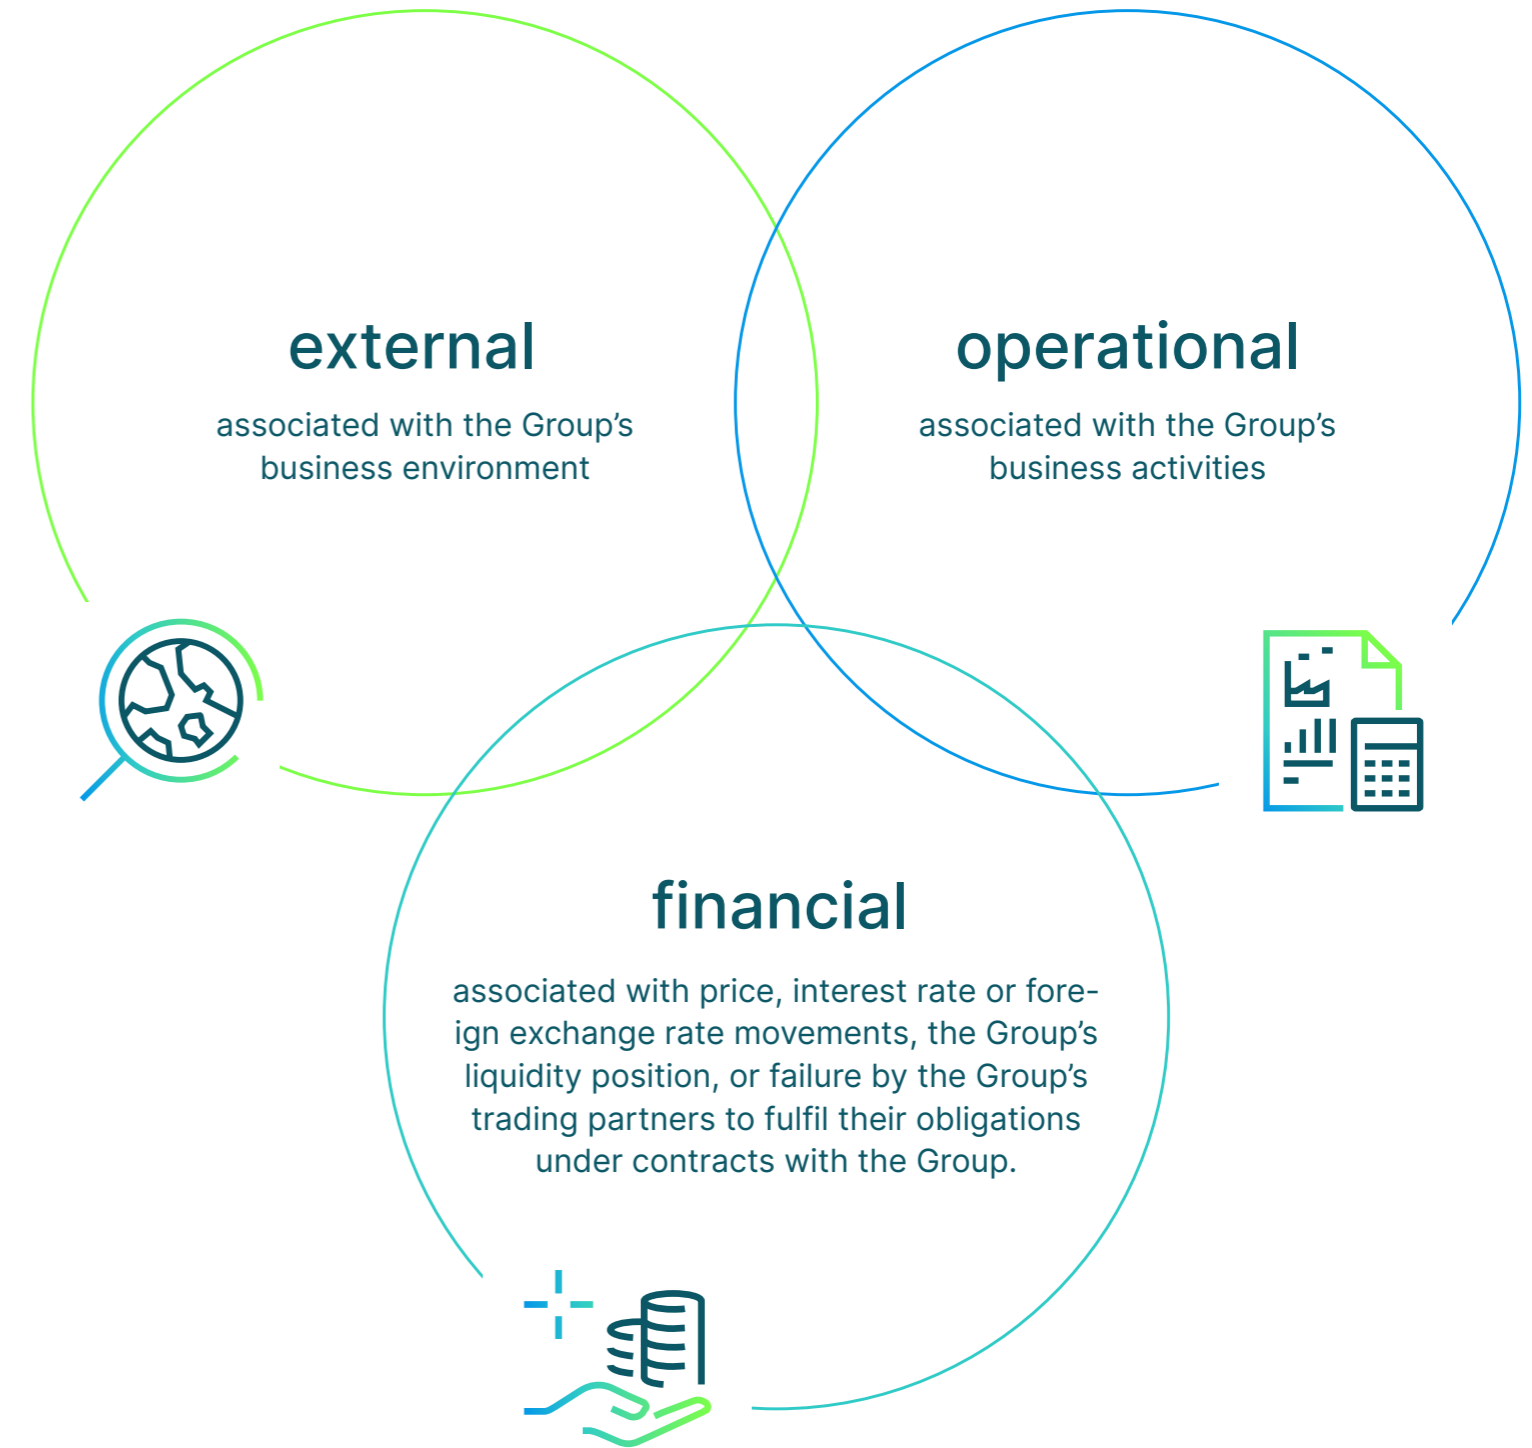 external
associated with the Group’s
business environment
operational
associated with the Group’s
business activities
financial
associated with price, interest rate or fore-
ign exchange rate movements, the Group’s
liquidity position, or failure by the Group’s
trading partners to fulfil their obligations
under contracts with the Group.